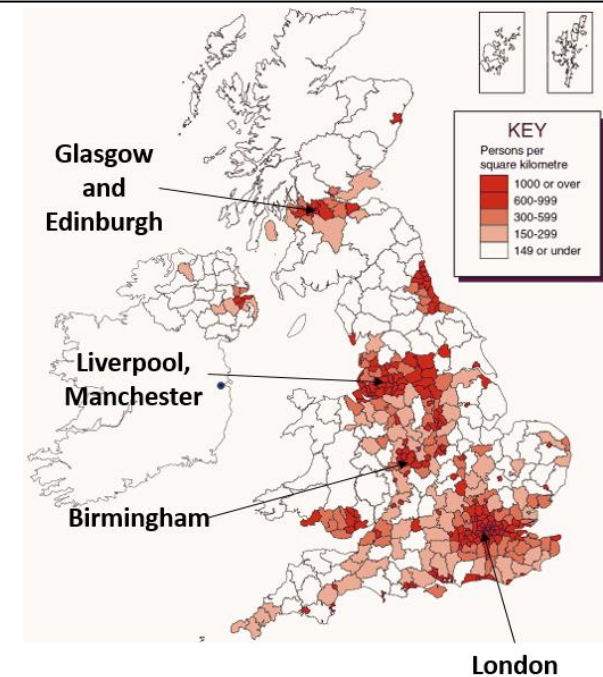 KEY
Persons per
square kilometre
1000 or over
600-999
300-599
150-299
149 or under
Glasgow
and
Edinburgh
Liverpool,
Manchester
Birmingham
London